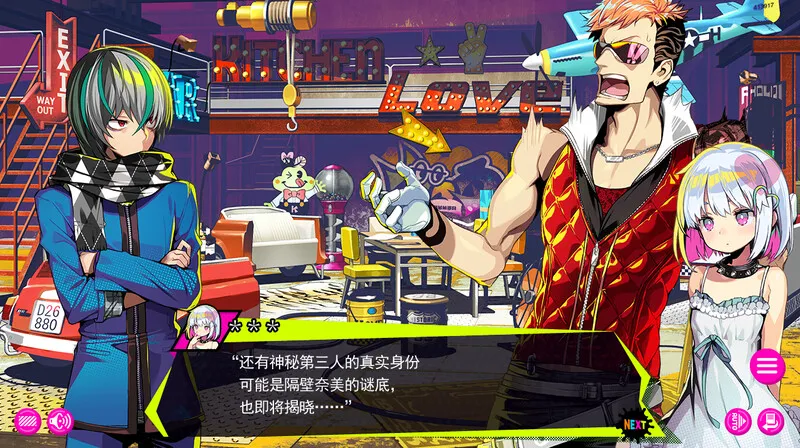 KITCHEN
Love
EXIT
WAY OUT
D26
880
***
“还有神秘第三人的真实身份
可能是隔壁奈美的谜底，
也即将揭晓……”
NEXT
AUTO